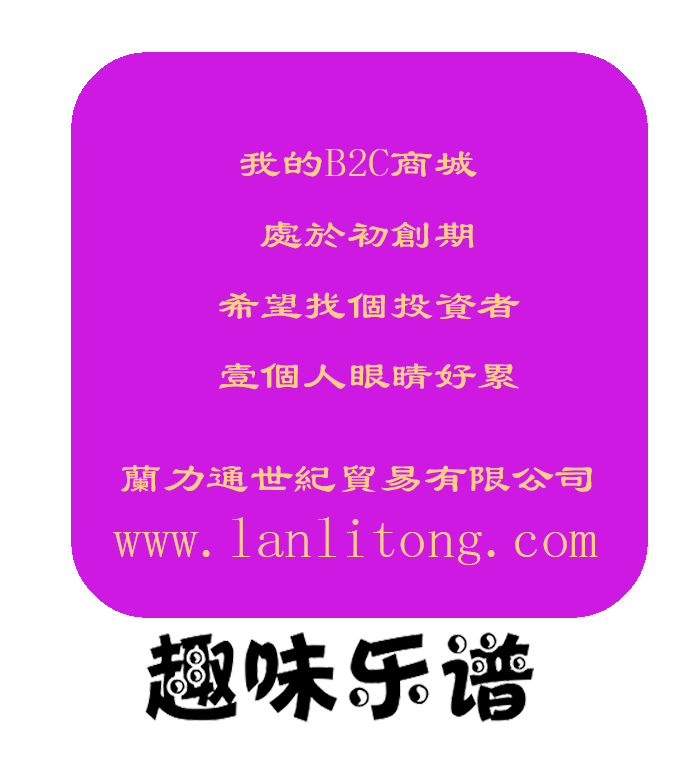 我的B2C商城
處於初創期
希望找個投資者
壹個人眼睛好累
蘭力通世紀貿易有限公司
www.lanlitong.com
趣味乐谱